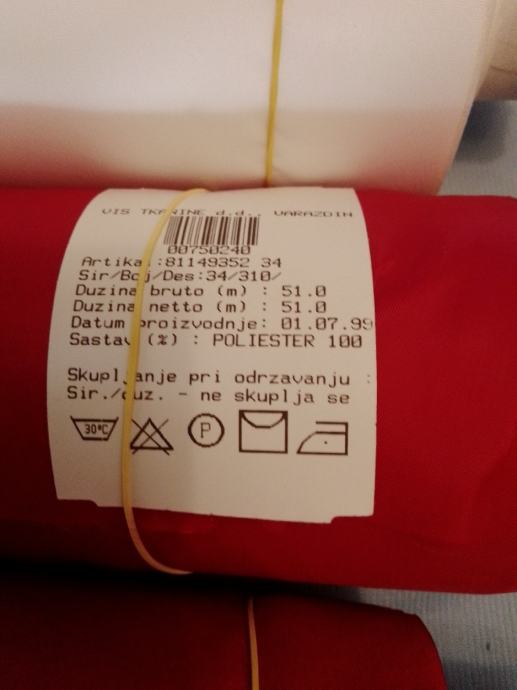 VIS TKANINE d.d., VARAZDIN
00750240
Artikal:81149352 34
Sir/Boj/Des:34/310/
Duzina bruto (m) : 51.0
Duzina netto (m) : 51.0
Datum proizvodnje: 01.07.99
Sastav (%) : POLIESTER 100
Skupljanje pri odrzavanju :
Sir./duz. - ne skuplja se
30°C
P